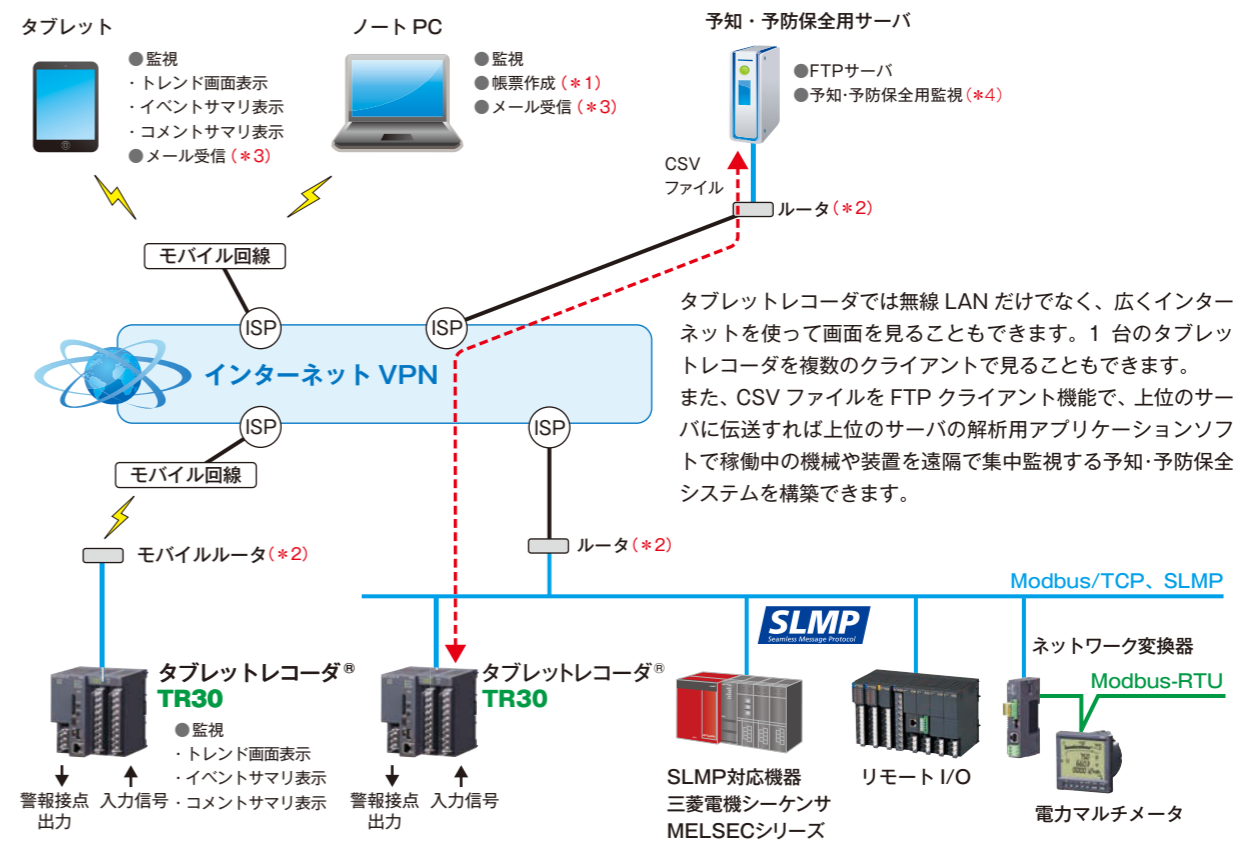 タブレット
●監視
・トレンド画面表示
・イベントサマリ表示
・コメントサマリ表示
●メール受信(*3)
ノートPC
●監視
●帳票作成(*1)
●メール受信(*3)
予知・予防保全用サーバ
●FTPサーバ
●予知・予防保全用監視(*4)
CSV
ファイル
ルータ(*2)
モバイル回線
ISP
ISP
インターネット VPN
ISP
ISP
モバイル回線
モバイルルータ(*2)
ルータ(*2)
タブレットレコーダでは無線 LAN だけでなく、広くインター
ネットを使って画面を見ることもできます。1 台のタブレッ
トレコーダを複数のクライアントで見ることもできます。
また、CSV ファイルを FTP クライアント機能で、上位のサー
バに伝送すれば上位のサーバの解析用アプリケーションソフ
トで稼働中の機械や装置を遠隔で集中監視する予知・予防保全
システムを構築できます。
Modbus/TCP、SLMP
SLMP
Seamless Message Protocol
タブレットレコーダ®
TR30
●監視
・トレンド画面表示
・イベントサマリ表示
・コメントサマリ表示
警報接点
出力
入力信号
タブレットレコーダ®
TR30
警報接点
出力
入力信号
SLMP対応機器
三菱電機シーケンサ
MELSECシリーズ
リモート I/O
ネットワーク変換器
Modbus-RTU
電力マルチメータ